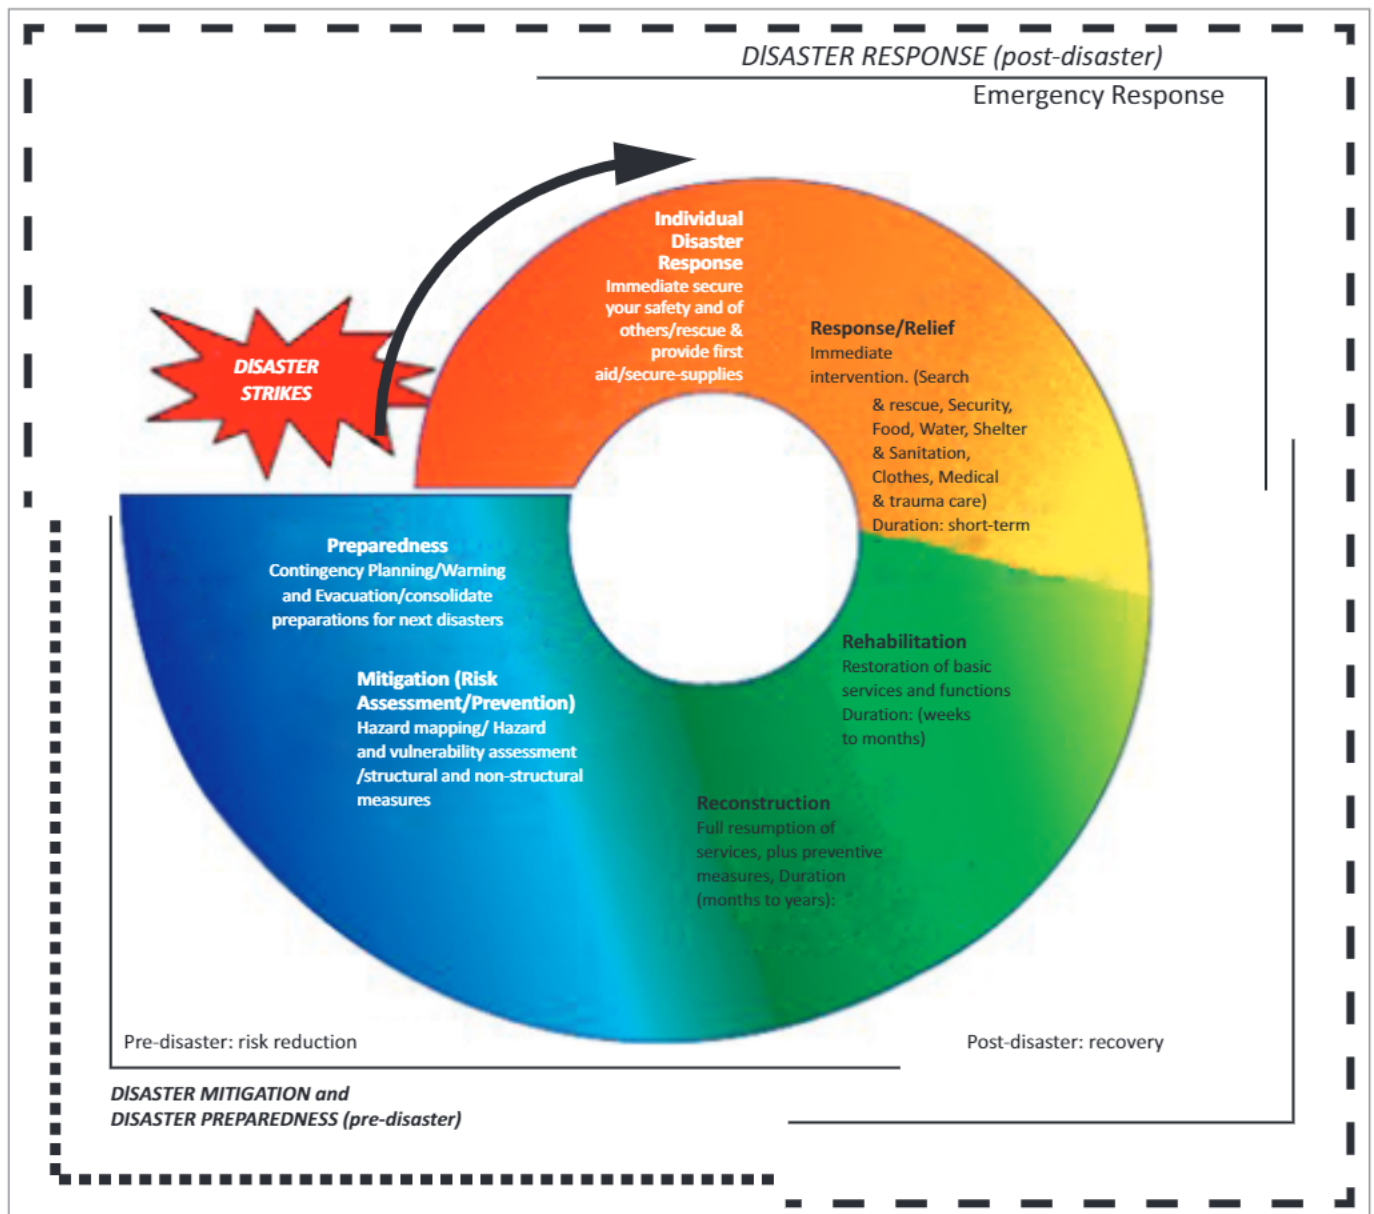 DISASTER RESPONSE (post-disaster)
Emergency Response
Individual
Disaster
Response
Immediate secure
your safety and of
others/rescue &
provide first
aid/secure-supplies
Response/Relief
Immediate
intervention. (Search
& rescue, Security,
Food, Water, Shelter
& Sanitation,
Clothes, Medical
& trauma care)
Duration: short-term
DISASTER
STRIKES
Preparedness
Contingency Planning/Warning
and Evacuation/consolidate
preparations for next disasters
Mitigation (Risk
Assessment/Prevention)
Hazard mapping/ Hazard
and vulnerability assessment
/structural and non-structural
measures
Rehabilitation
Restoration of basic
services and functions
Duration: (weeks
to months)
Reconstruction
Full resumption of
services, plus preventive
measures, Duration
(months to years):
Pre-disaster: risk reduction
Post-disaster: recovery
DISASTER MITIGATION and
DISASTER PREPAREDNESS (pre-disaster)